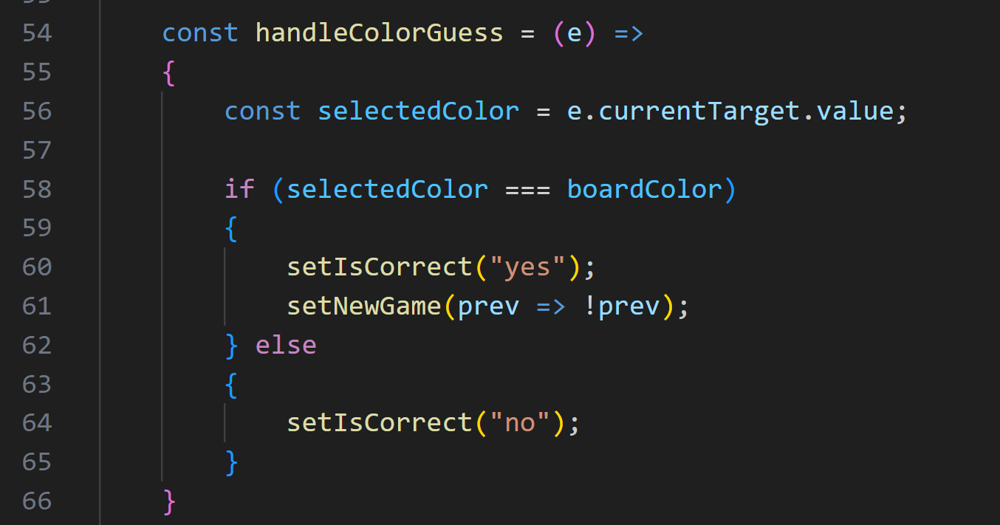 54 const handleColorGuess = (e) =>
55 {
56 const selectedColor = e.currentTarget.value;
57
58 if (selectedColor === boardColor)
59 {
60 setIsCorrect("yes");
61 setNewGame(prev => !prev);
62 } else
63 {
64 setIsCorrect("no");
65 }
66 }